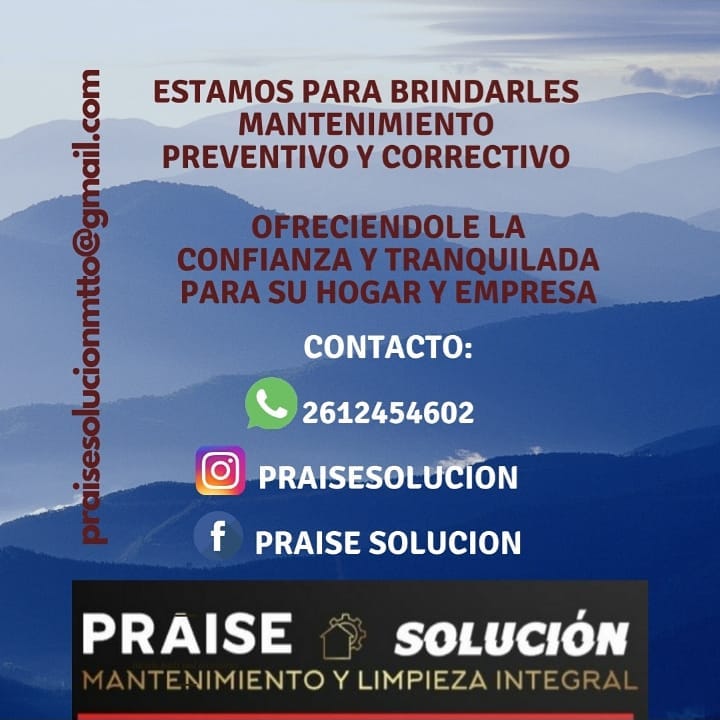 praisesolucionmtto@gmail.com
ESTAMOS PARA BRINDARLES
MANTENIMIENTO
PREVENTIVO Y CORRECTIVO
OFRECIENDOLE LA
CONFIANZA Y TRANQUILADA
PARA SU HOGAR Y EMPRESA
CONTACTO:
2612454602
PRAISESOLUCION
PRAISE SOLUCION
PRAISE SOLUCIÓN
MANTENIMIENTO Y LIMPIEZA INTEGRAL